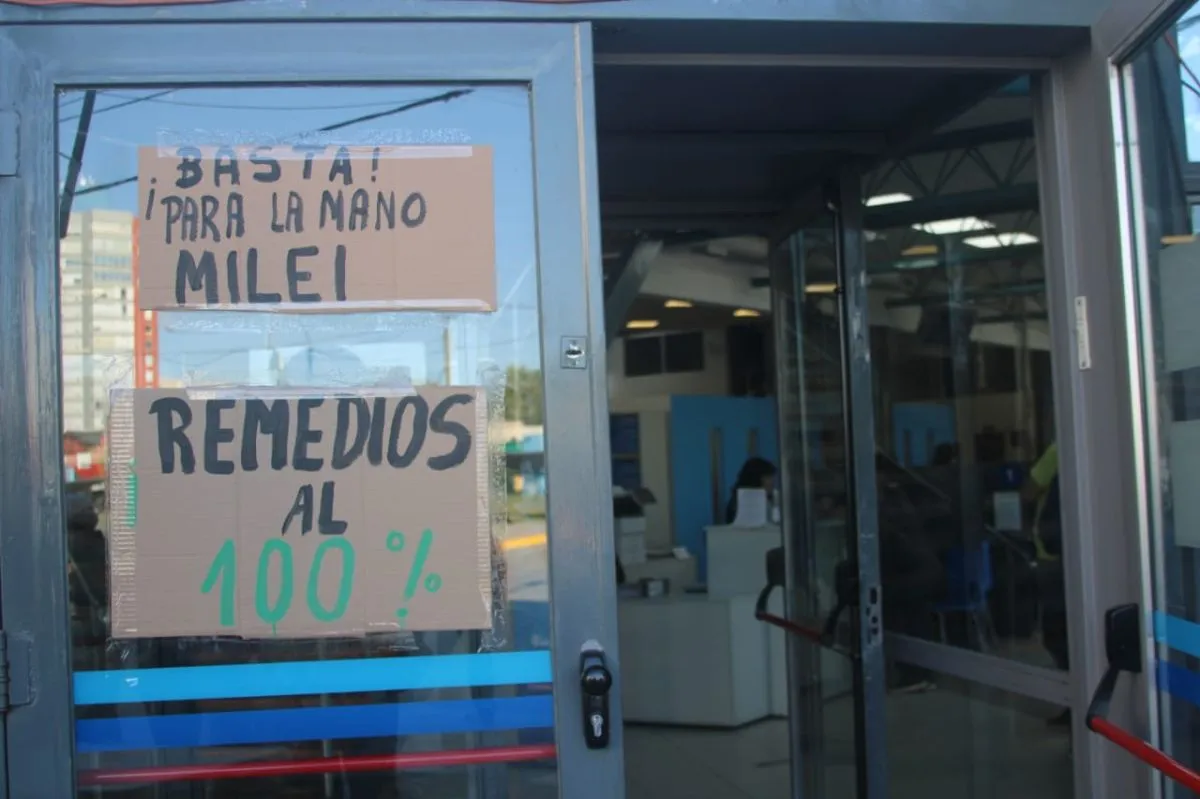 BASTA!
¡PARA LA MANO
MILEI
REMEDIOS
AL
100%